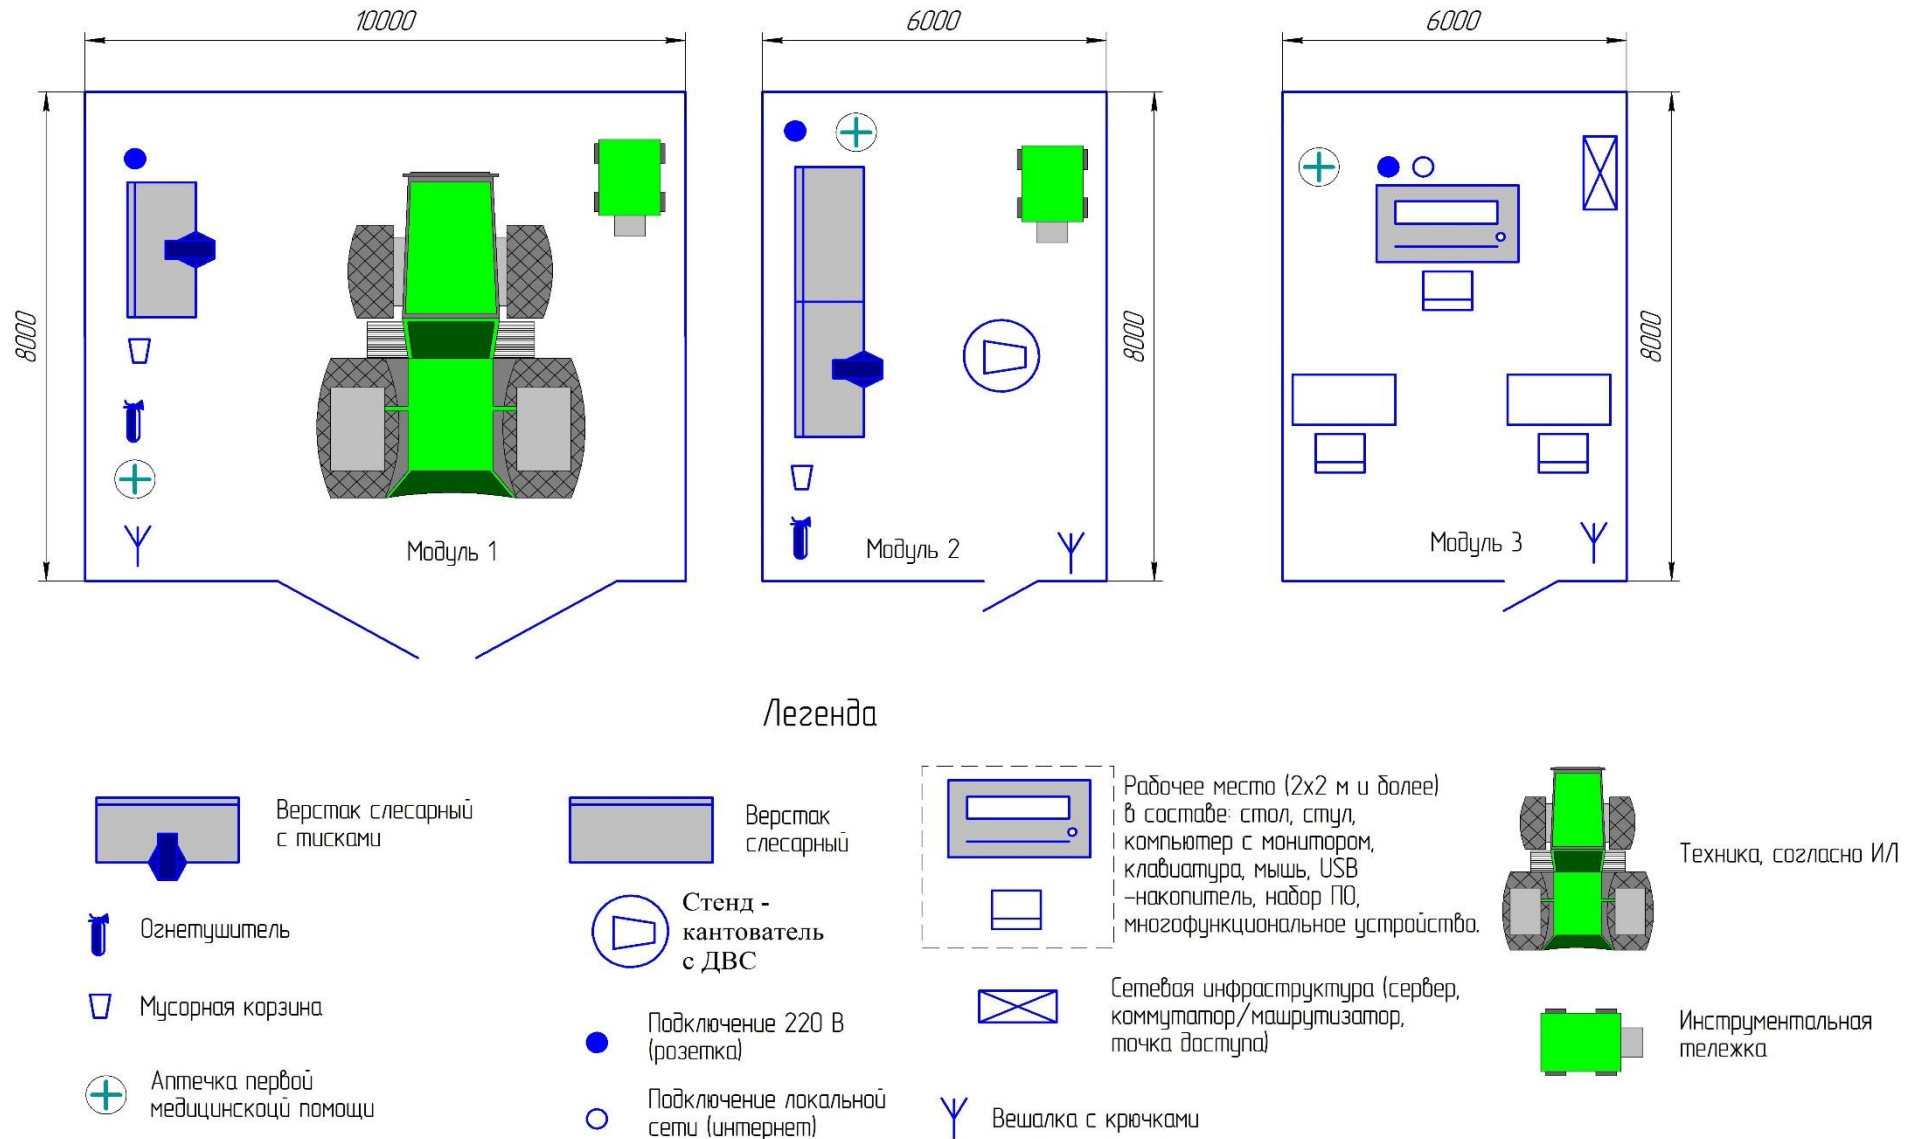 10000
6000
6000
8000
8000
8000
Модуль 1
Модуль 2
Модуль 3
Легенда
Верстак слесарный
с тисками
Верстак
слесарный
Рабочее место (2х2 м и более)
в составе: стол, стул,
компьютер с монитором,
клавиатура, мышь, USB
-накопитель, набор ПО,
многофункциональное устройство.
Техника, согласно ИЛ
Огнетушитель
Стенд -
кантователь
с ДВС
Мусорная корзина
Подключение 220 В
(розетка)
Сетевая инфраструктура (сервер,
коммутатор/машрутизатор,
точка доступа)
Инструментальная
тележка
Аптечка первой
медицинскоци помощи
Подключение локальной
сети (интернет)
Вешалка с крючками